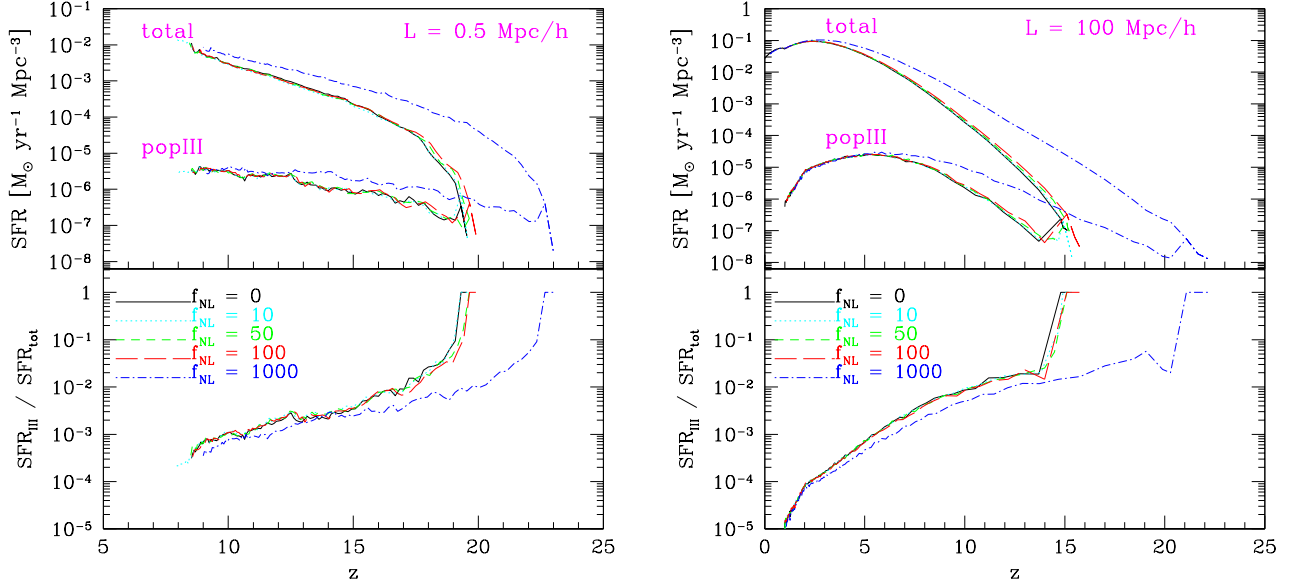 total
L = 0.5 Mpc/h
popIII
SFR [M⊙ yr⁻¹ Mpc⁻³]
10⁻¹
10⁻²
10⁻³
10⁻⁴
10⁻⁵
10⁻⁶
10⁻⁷
10⁻⁸
f_NL = 0
f_NL = 10
f_NL = 50
f_NL = 100
f_NL = 1000
SFR_III / SFR_tot
1
10⁻¹
10⁻²
10⁻³
10⁻⁴
10⁻⁵
5 10 15 20 25
z
total
L = 100 Mpc/h
popIII
SFR [M⊙ yr⁻¹ Mpc⁻³]
1
10⁻¹
10⁻²
10⁻³
10⁻⁴
10⁻⁵
10⁻⁶
10⁻⁷
10⁻⁸
f_NL = 0
f_NL = 10
f_NL = 50
f_NL = 100
f_NL = 1000
SFR_III / SFR_tot
1
10⁻¹
10⁻²
10⁻³
10⁻⁴
10⁻⁵
0 5 10 15 20 25
z